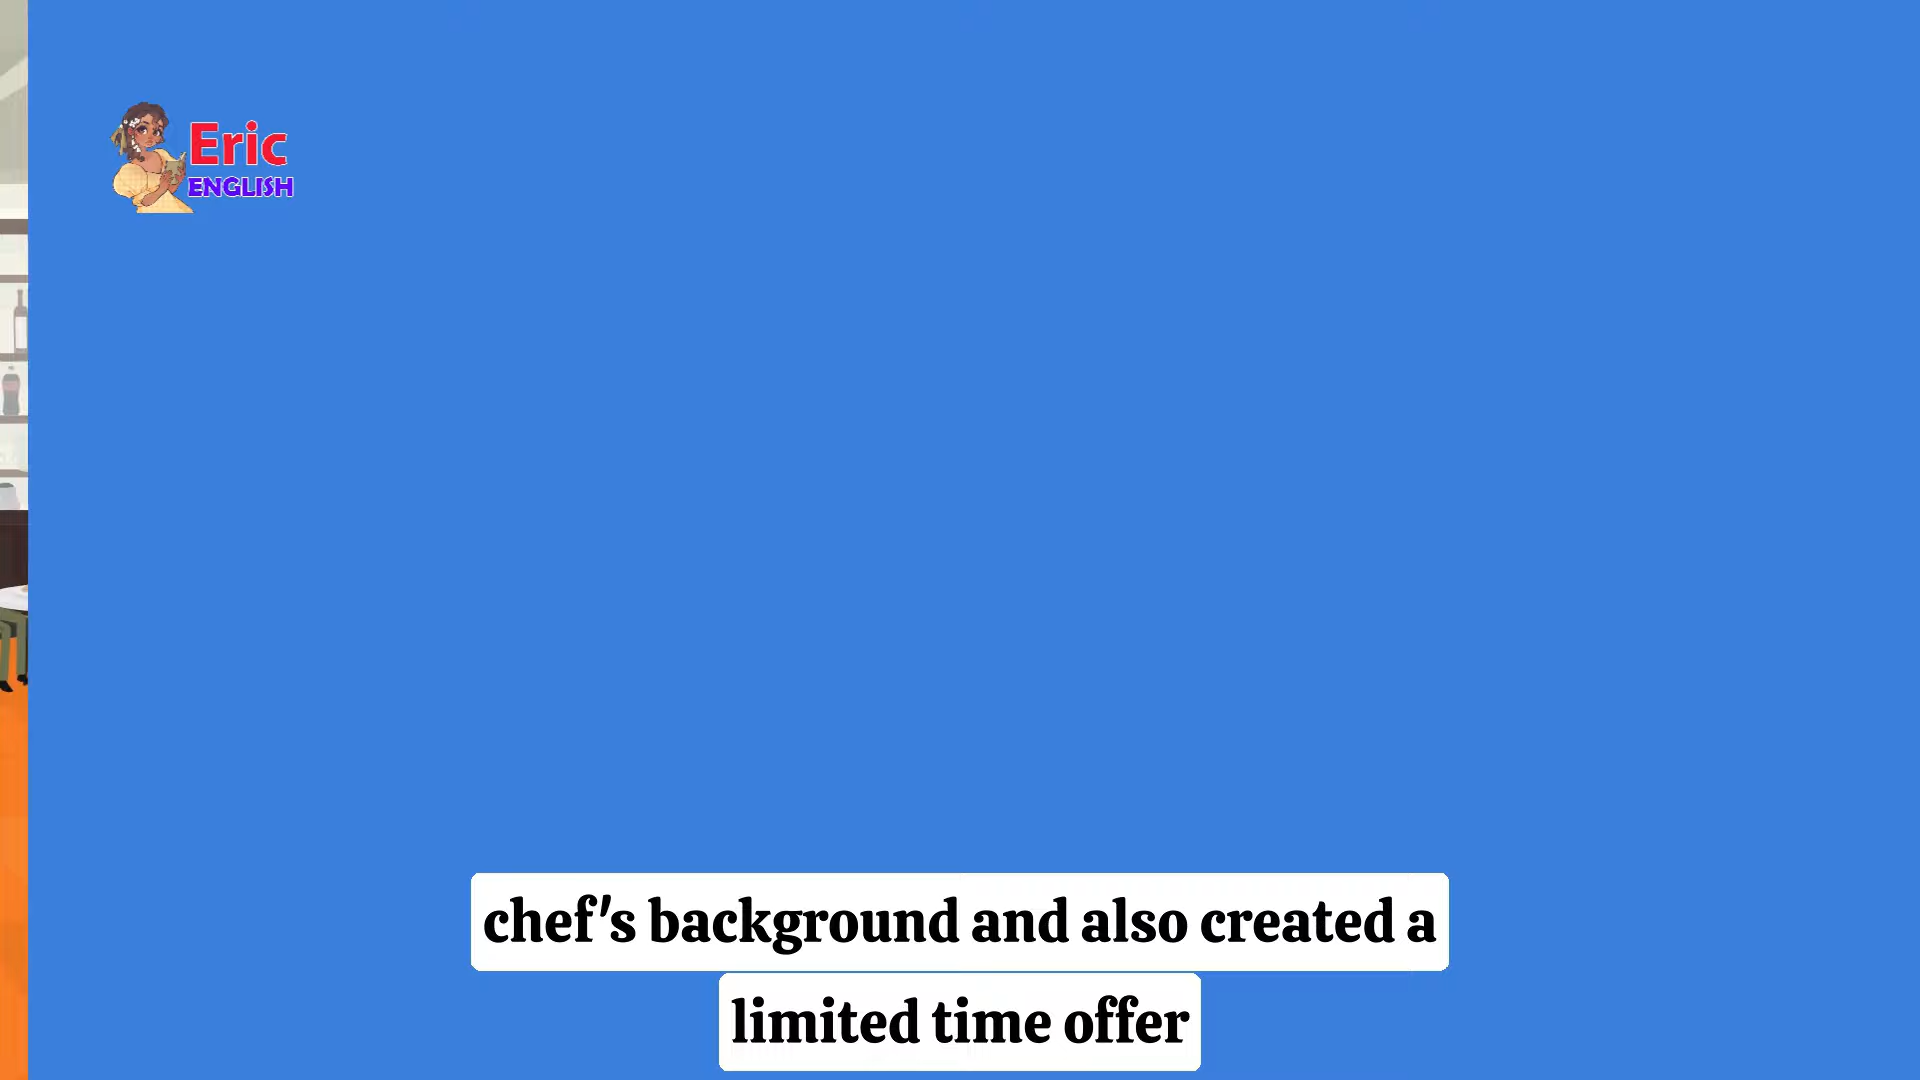 Eric
ENGLISH
chef's background and also created a
limited time offer